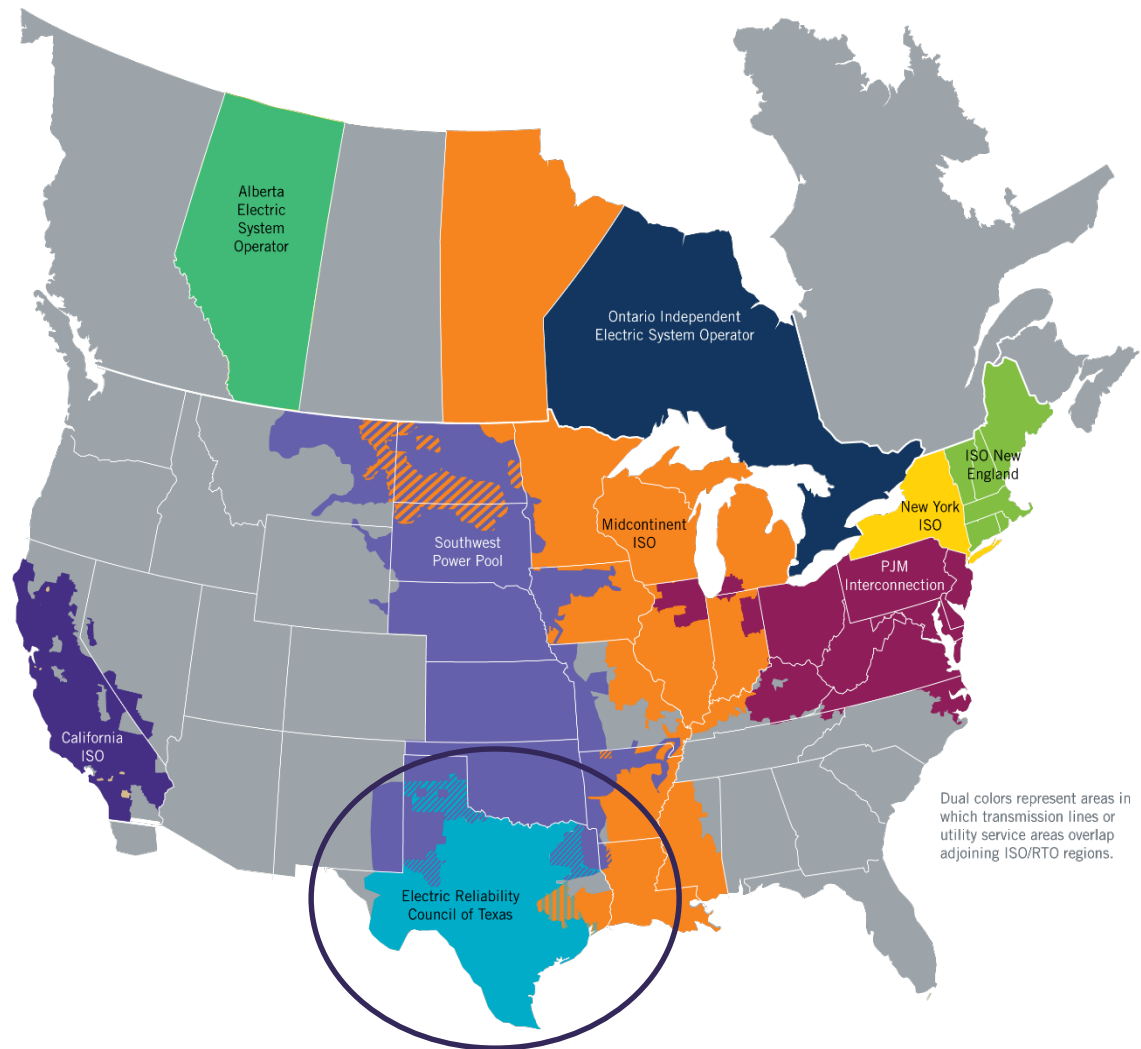 Alberta
Electric
System
Operator
Ontario Independent
Electric System Operator
ISO New
England
New York
ISO
Midcontinent
ISO
Southwest
Power Pool
PJM
Interconnection
California
ISO
Dual colors represent areas in
which transmission lines or
utility service areas overlap
adjoining ISO/RTO regions.
Electric Reliability
Council of Texas